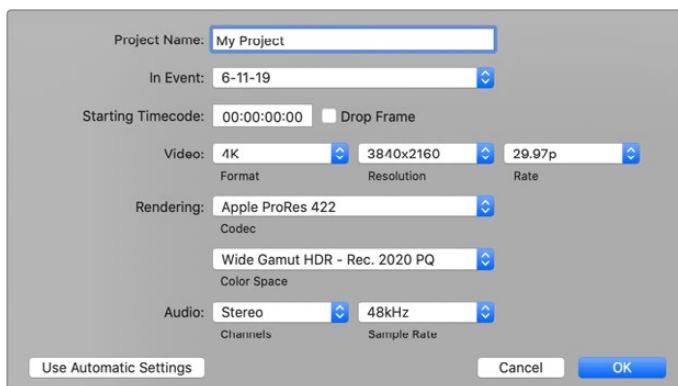 Project Name: My Project
In Event: 6-11-19
Starting Timecode: 00:00:00:00 Drop Frame
Video: 4K 3840x2160 29.97p
Format Resolution Rate
Rendering: Apple ProRes 422
Codec
Wide Gamut HDR - Rec. 2020 PQ
Color Space
Audio: Stereo 48kHz
Channels Sample Rate
Use Automatic Settings Cancel OK